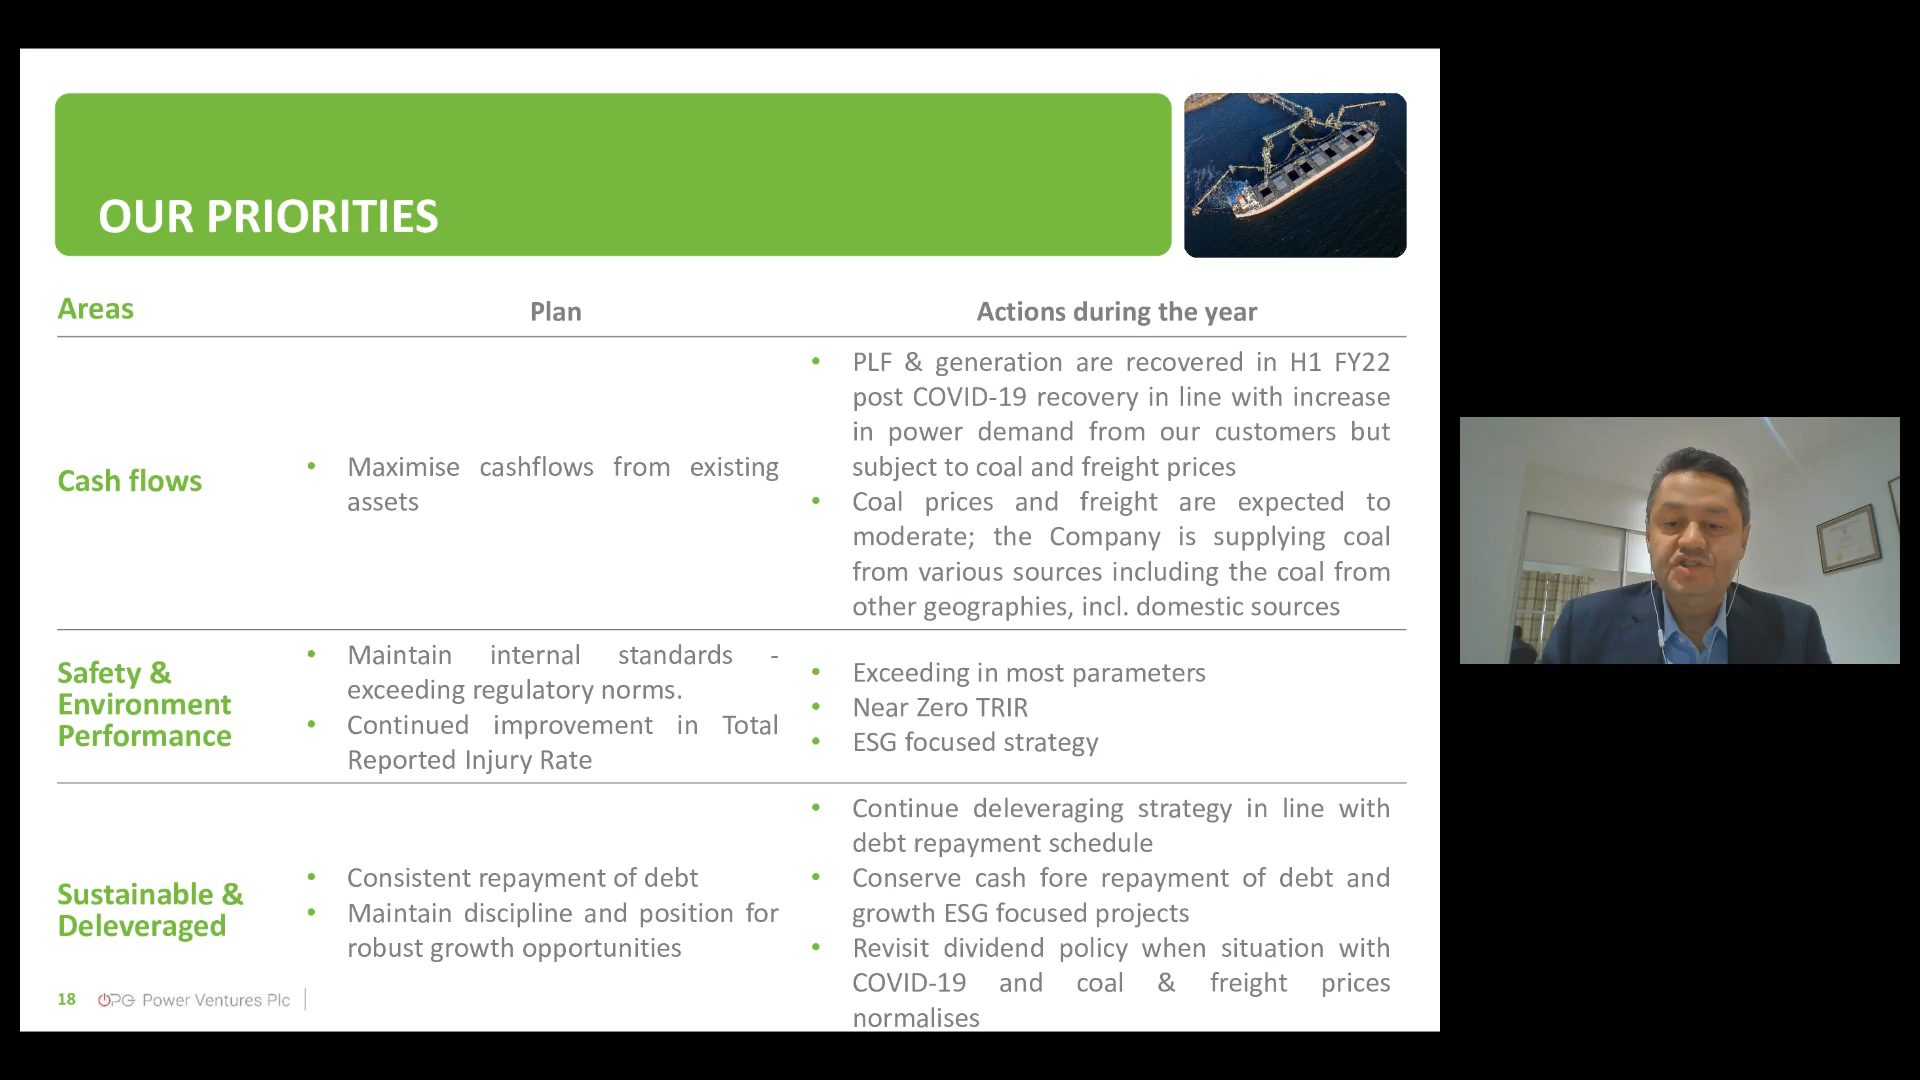 OUR PRIORITIES
Areas
Plan
Actions during the year
Cash flows
• Maximise cashflows from existing
assets
• PLF & generation are recovered in H1 FY22
post COVID-19 recovery in line with increase
in power demand from our customers but
subject to coal and freight prices
• Coal prices and freight are expected to
moderate; the Company is supplying coal
from various sources including the coal from
other geographies, incl. domestic sources
Safety &
Environment
Performance
• Maintain internal standards -
exceeding regulatory norms.
• Continued improvement in Total
Reported Injury Rate
• Exceeding in most parameters
• Near Zero TRIR
• ESG focused strategy
Sustainable &
Deleveraged
• Consistent repayment of debt
• Maintain discipline and position for
robust growth opportunities
• Continue deleveraging strategy in line with
debt repayment schedule
• Conserve cash fore repayment of debt and
growth ESG focused projects
• Revisit dividend policy when situation with
COVID-19 and coal & freight prices
normalises
18 OPG Power Ventures Plc